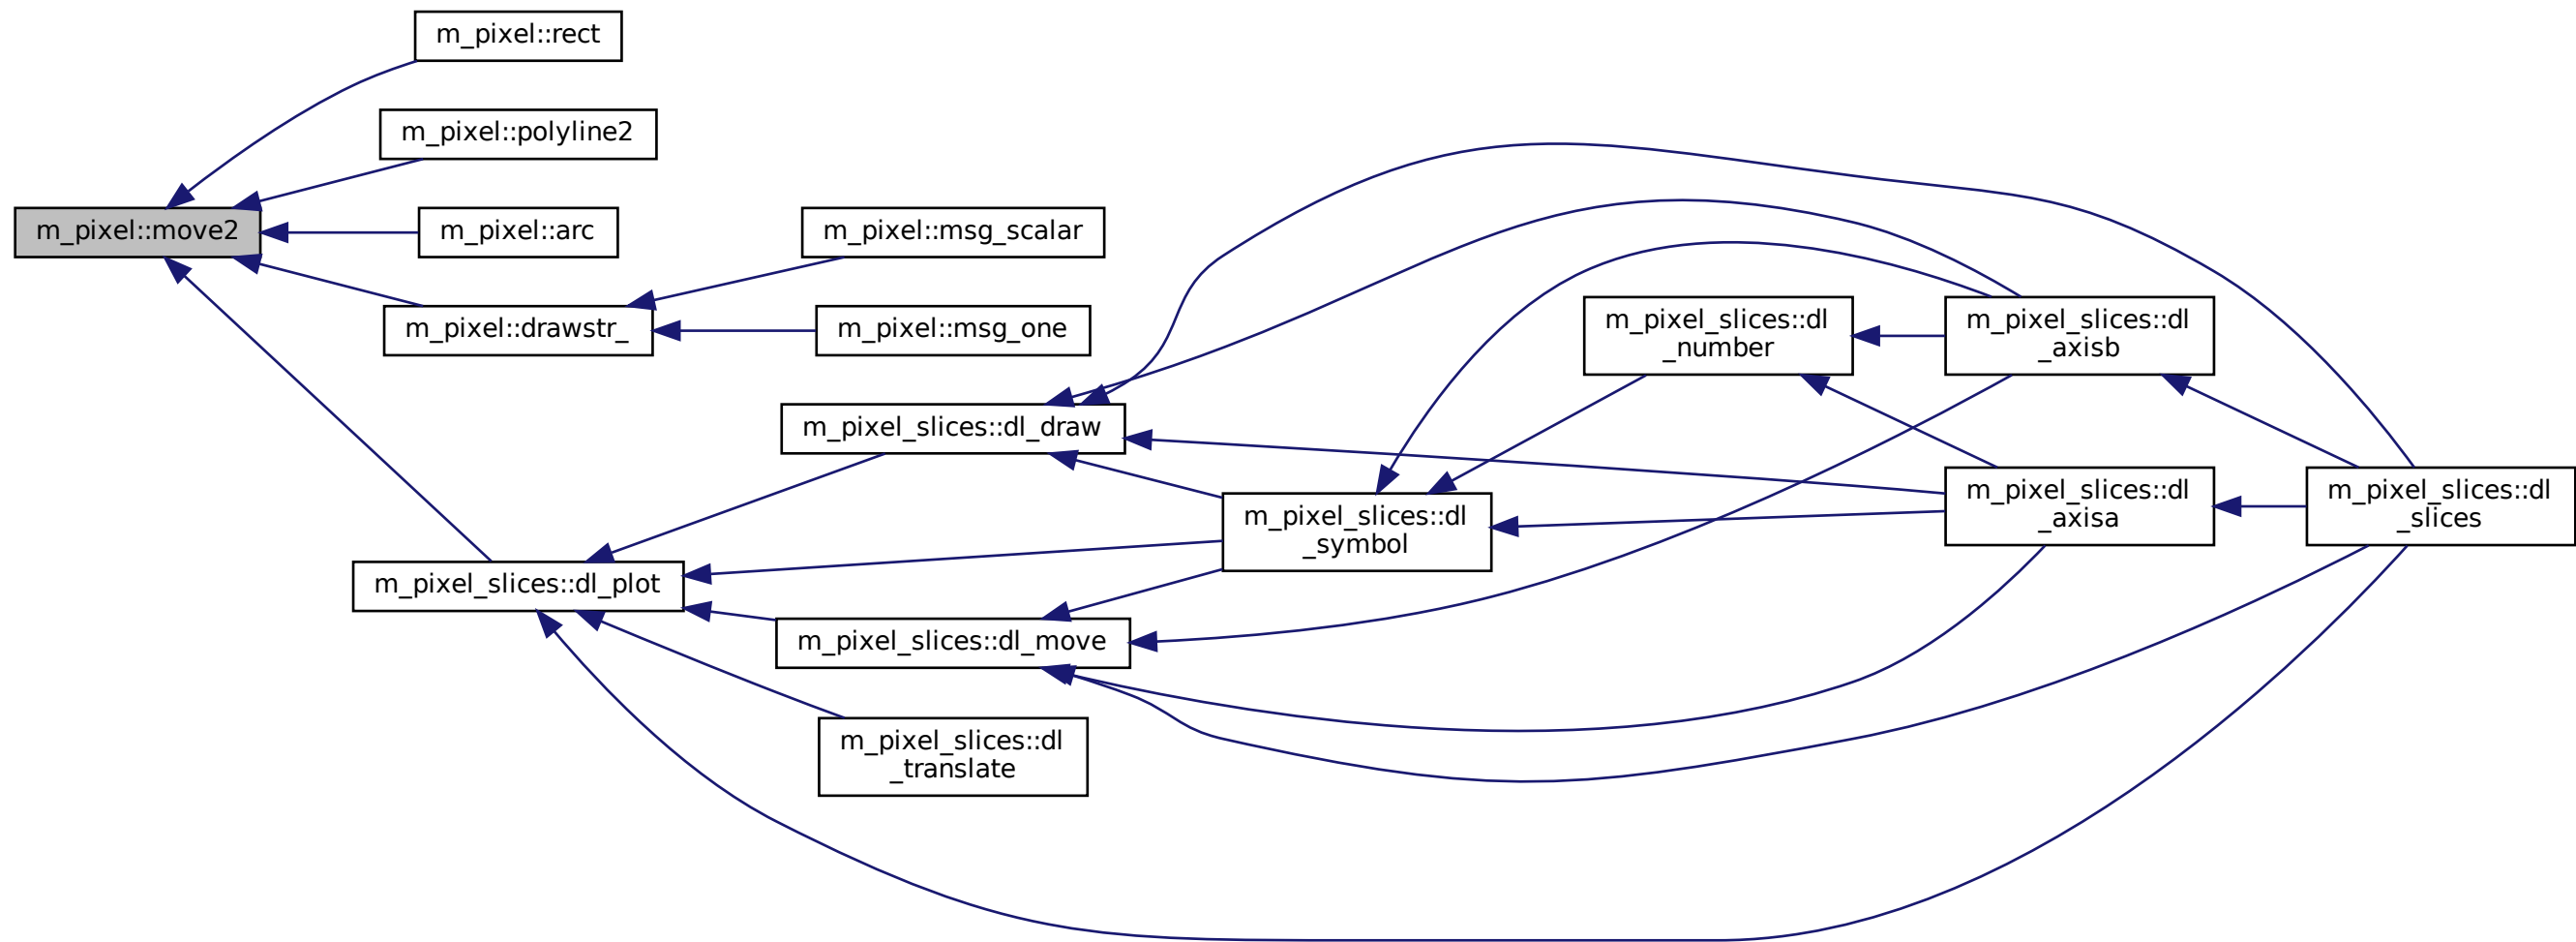 m_pixel::rect
m_pixel::polyline2
m_pixel::move2
m_pixel::arc
m_pixel::msg_scalar
m_pixel::drawstr_
m_pixel::msg_one
m_pixel_slices::dl
_number
m_pixel_slices::dl
_axisb
m_pixel_slices::dl_draw
m_pixel_slices::dl
_symbol
m_pixel_slices::dl
_axisa
m_pixel_slices::dl
_slices
m_pixel_slices::dl_plot
m_pixel_slices::dl_move
m_pixel_slices::dl
_translate